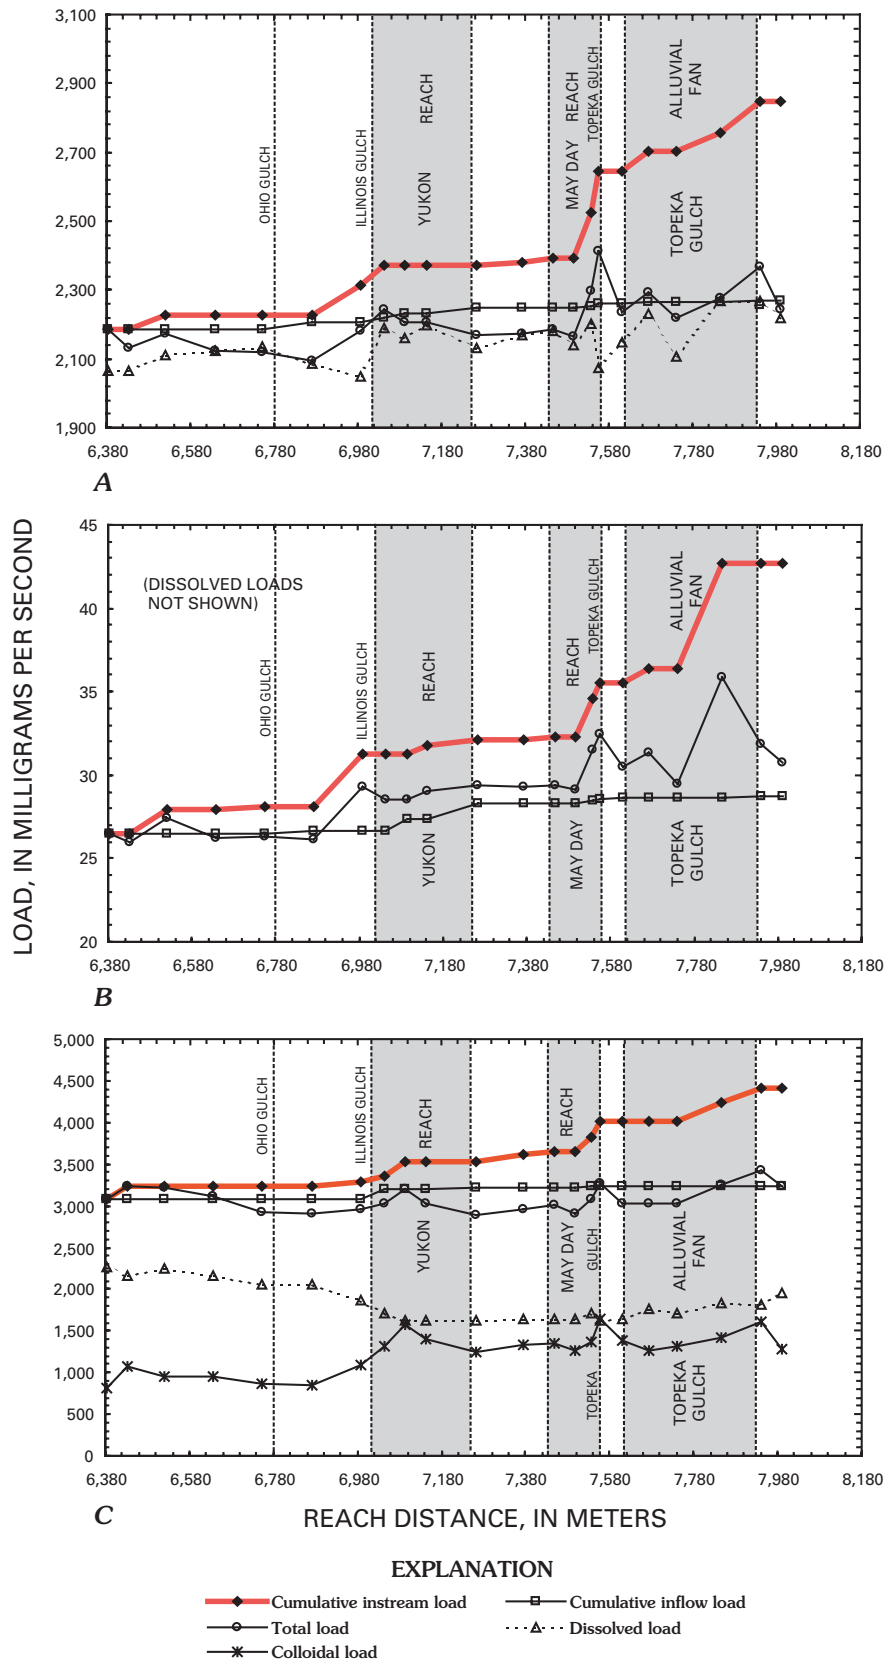 LOAD, IN MILLIGRAMS PER SECOND
3,100
2,900
2,700
2,500
2,300
2,100
1,900
OHIO GULCH
ILLINOIS GULCH
YUKON REACH
MAY DAY REACH
TOPEKA GULCH
TOPEKA GULCH
ALLUVIAL FAN
6,380 6,580 6,780 6,980 7,180 7,380 7,580 7,780 7,980 8,180
A
45
40
35
30
25
20
(DISSOLVED LOADS
NOT SHOWN)
OHIO GULCH
ILLINOIS GULCH
YUKON REACH
MAY DAY REACH
TOPEKA GULCH
TOPEKA GULCH
ALLUVIAL FAN
6,380 6,580 6,780 6,980 7,180 7,380 7,580 7,780 7,980 8,180
B
5,000
4,500
4,000
3,500
3,000
2,500
2,000
1,500
1,000
500
0
OHIO GULCH
ILLINOIS GULCH
YUKON REACH
MAY DAY REACH
TOPEKA GULCH
TOPEKA GULCH
ALLUVIAL FAN
6,380 6,580 6,780 6,980 7,180 7,380 7,580 7,780 7,980 8,180
C
REACH DISTANCE, IN METERS
EXPLANATION
Cumulative instream load
Cumulative inflow load
Total load
Dissolved load
Colloidal load